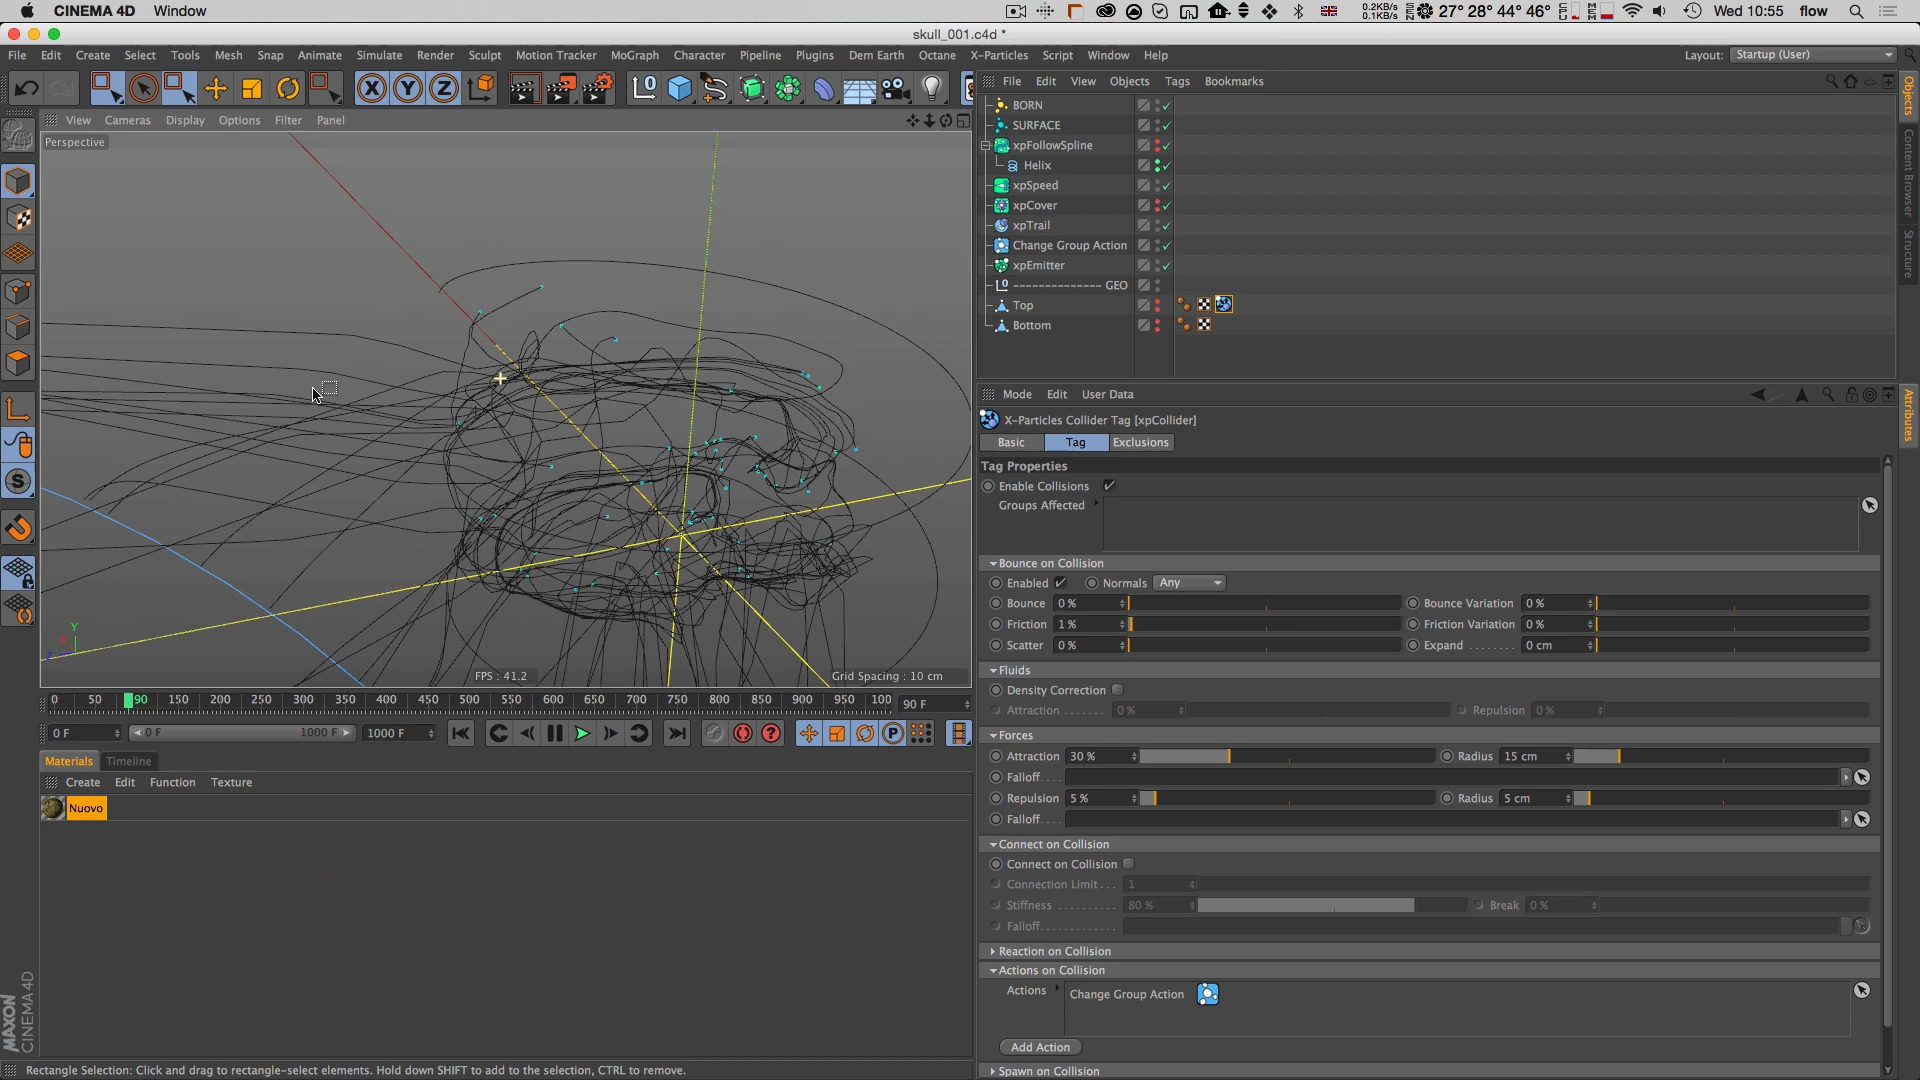 CINEMA 4D Window
0.2KB/s
0.1KB/s
27° 28° 44° 46°
Wed 10:55 flow
skull_001.c4d *
File Edit Create Select Tools Mesh Snap Animate Simulate Render Sculpt Motion Tracker MoGraph Character Pipeline Plugins Dem Earth Octane X-Particles Script Window Help
Layout: Startup (User)
File Edit View Objects Tags Bookmarks
View Cameras Display Options Filter Panel
Perspective
BORN
SURFACE
xpFollowSpline
Helix
xpSpeed
xpCover
xpTrail
Change Group Action
xpEmitter
-------------- GEO
Top
Bottom
Objects
Content Browser
Structure
Attributes
Mode Edit User Data
X-Particles Collider Tag [xpCollider]
Basic Tag Exclusions
Tag Properties
Enable Collisions
Groups Affected
Bounce on Collision
Enabled Normals Any
Bounce 0 % Bounce Variation 0 %
Friction 1 % Friction Variation 0 %
Scatter 0 % Expand ........ 0 cm
Fluids
Density Correction
Attraction ....... 0 % Repulsion 0 %
Forces
Attraction 30 % Radius 15 cm
Falloff....
Repulsion 5 % Radius 5 cm
Falloff....
Connect on Collision
Connect on Collision
Connection Limit... 1
Stiffness .......... 80 % Break 0 %
Falloff.............
Reaction on Collision
Actions on Collision
Actions Change Group Action
Add Action
Spawn on Collision
Y
FPS : 41.2
Grid Spacing : 10 cm
0 50 90 150 200 250 300 350 400 450 500 550 600 650 700 750 800 850 900 950 100 90 F
0 F 0 F 1000 F 1000 F
Materials Timeline
Create Edit Function Texture
Nuovo
MAXON
CINEMA 4D
Rectangle Selection: Click and drag to rectangle-select elements. Hold down SHIFT to add to the selection, CTRL to remove.